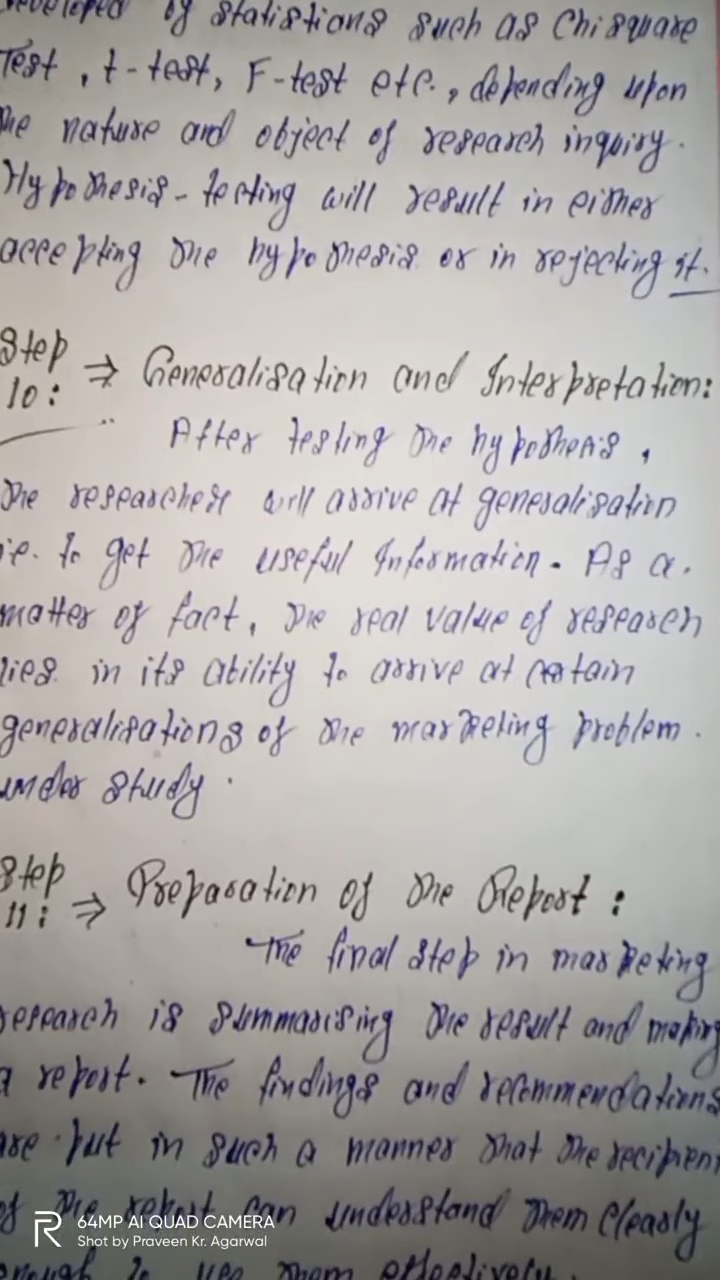 developed by statistians such as Chi square
Test, t-test, F-test etc., depending upon
the nature and object of research inquiry.
Hypothesis-testing will result in either
accepting the hypothesis or in rejecting it.
Step
10: ⇒ Generalisation and Interpretation:
After testing the hypothesis,
the researcher will arrive at generalisation
i.e. to get the useful Information. As a.
matter of fact, the real value of research
lies in its ability to arrive at certain
generalisations of the marketing problem.
under study.
Step
11: ⇒ Preparation of the Report:
The final step in marketing
research is summarising the result and making
a report. The findings and recommendations
are put in such a manner that the recipient
of the report can understand them clearly
enough to use them effectively.
64MP AI QUAD CAMERA
Shot by Praveen Kr. Agarwal